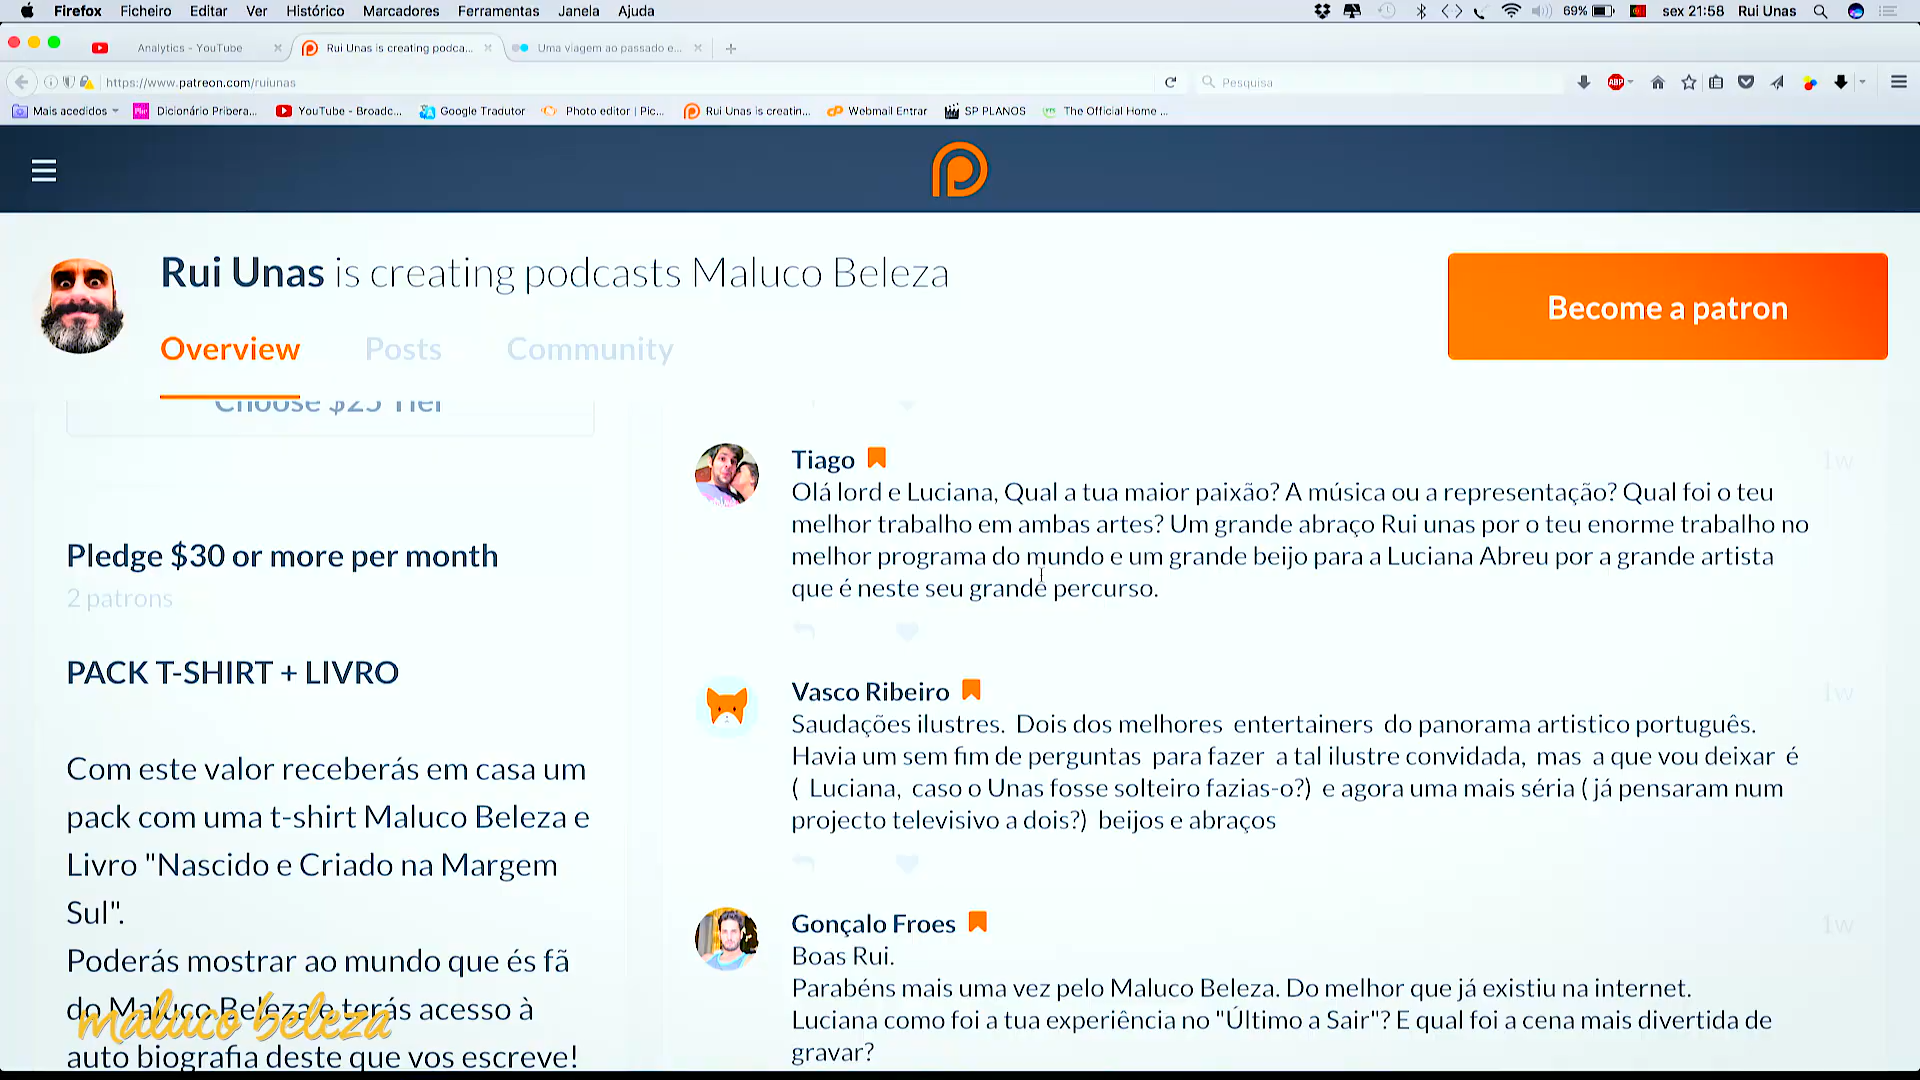 Firefox Ficheiro Editar Ver Histórico Marcadores Ferramentas Janela Ajuda 69% sex 21:58 Rui Unas
Analytics - YouTube Rui Unas is creating podca... Uma viagem ao passado e...
https://www.patreon.com/ruiunas Pesquisa ABP
Mais acedidos Dicionário Pribera... YouTube - Broadc... Google Tradutor Photo editor | Pic... Rui Unas is creatin... Webmail Entrar SP PLANOS The Official Home ...
Rui Unas is creating podcasts Maluco Beleza
Become a patron
Overview Posts Community
Choose $25 Tier
Pledge $30 or more per month
2 patrons
PACK T-SHIRT + LIVRO
Com este valor receberás em casa um
pack com uma t-shirt Maluco Beleza e
Livro "Nascido e Criado na Margem
Sul".
Poderás mostrar ao mundo que és fã
do Maluco Beleza e terás acesso à
auto biografia deste que vos escreve!
maluco beleza
Tiago 1w
Olá lord e Luciana, Qual a tua maior paixão? A música ou a representação? Qual foi o teu
melhor trabalho em ambas artes? Um grande abraço Rui unas por o teu enorme trabalho no
melhor programa do mundo e um grande beijo para a Luciana Abreu por a grande artista
que é neste seu grande percurso.
Vasco Ribeiro 1w
Saudações ilustres. Dois dos melhores entertainers do panorama artistico português.
Havia um sem fim de perguntas para fazer a tal ilustre convidada, mas a que vou deixar é
( Luciana, caso o Unas fosse solteiro fazias-o?) e agora uma mais séria ( já pensaram num
projecto televisivo a dois?) beijos e abraços
Gonçalo Froes 1w
Boas Rui.
Parabéns mais uma vez pelo Maluco Beleza. Do melhor que já existiu na internet.
Luciana como foi a tua experiência no "Último a Sair"? E qual foi a cena mais divertida de
gravar?